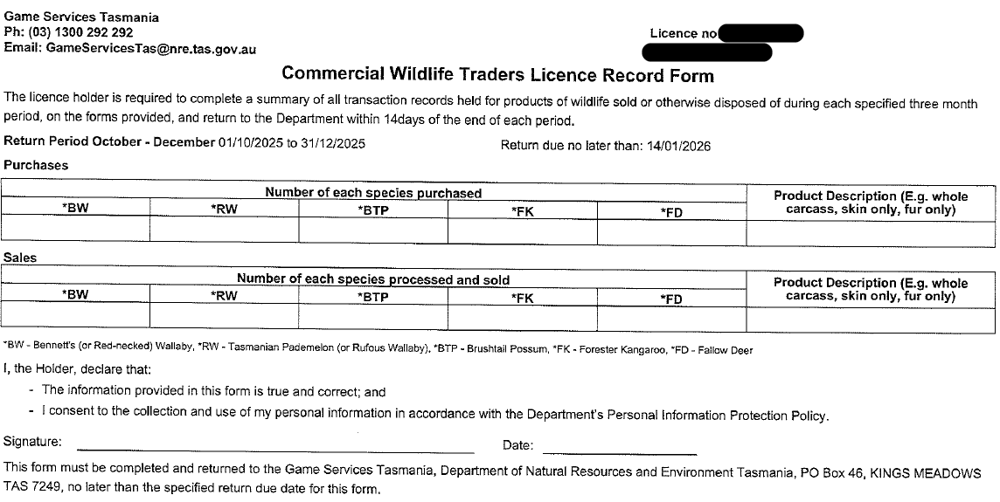 Game Services Tasmania
Ph: (03) 1300 292 292
Email: GameServicesTas@nre.tas.gov.au
Licence no
Commercial Wildlife Traders Licence Record Form
The licence holder is required to complete a summary of all transaction records held for products of wildlife sold or otherwise disposed of during each specified three month
period, on the forms provided, and return to the Department within 14days of the end of each period.
Return Period October - December 01/10/2025 to 31/12/2025
Return due no later than: 14/01/2026
Purchases
Number of each species purchased
Product Description (E.g. whole
carcass, skin only, fur only)
*BW
*RW
*BTP
*FK
*FD
Sales
Number of each species processed and sold
Product Description (E.g. whole
carcass, skin only, fur only)
*BW
*RW
*BTP
*FK
*FD
*BW - Bennett's (or Red-necked) Wallaby, *RW - Tasmanian Pademelon (or Rufous Wallaby), *BTP - Brushtail Possum, *FK - Forester Kangaroo, *FD - Fallow Deer
I, the Holder, declare that:
- The information provided in this form is true and correct; and
- I consent to the collection and use of my personal information in accordance with the Department's Personal Information Protection Policy.
Signature:
Date:
This form must be completed and returned to the Game Services Tasmania, Department of Natural Resources and Environment Tasmania, PO Box 46, KINGS MEADOWS
TAS 7249, no later than the specified return due date for this form.